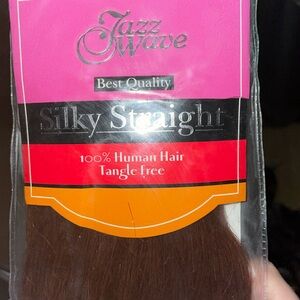 Jazz
Wave
Best Quality
Silky Straight
100% Human Hair
Tangle Free